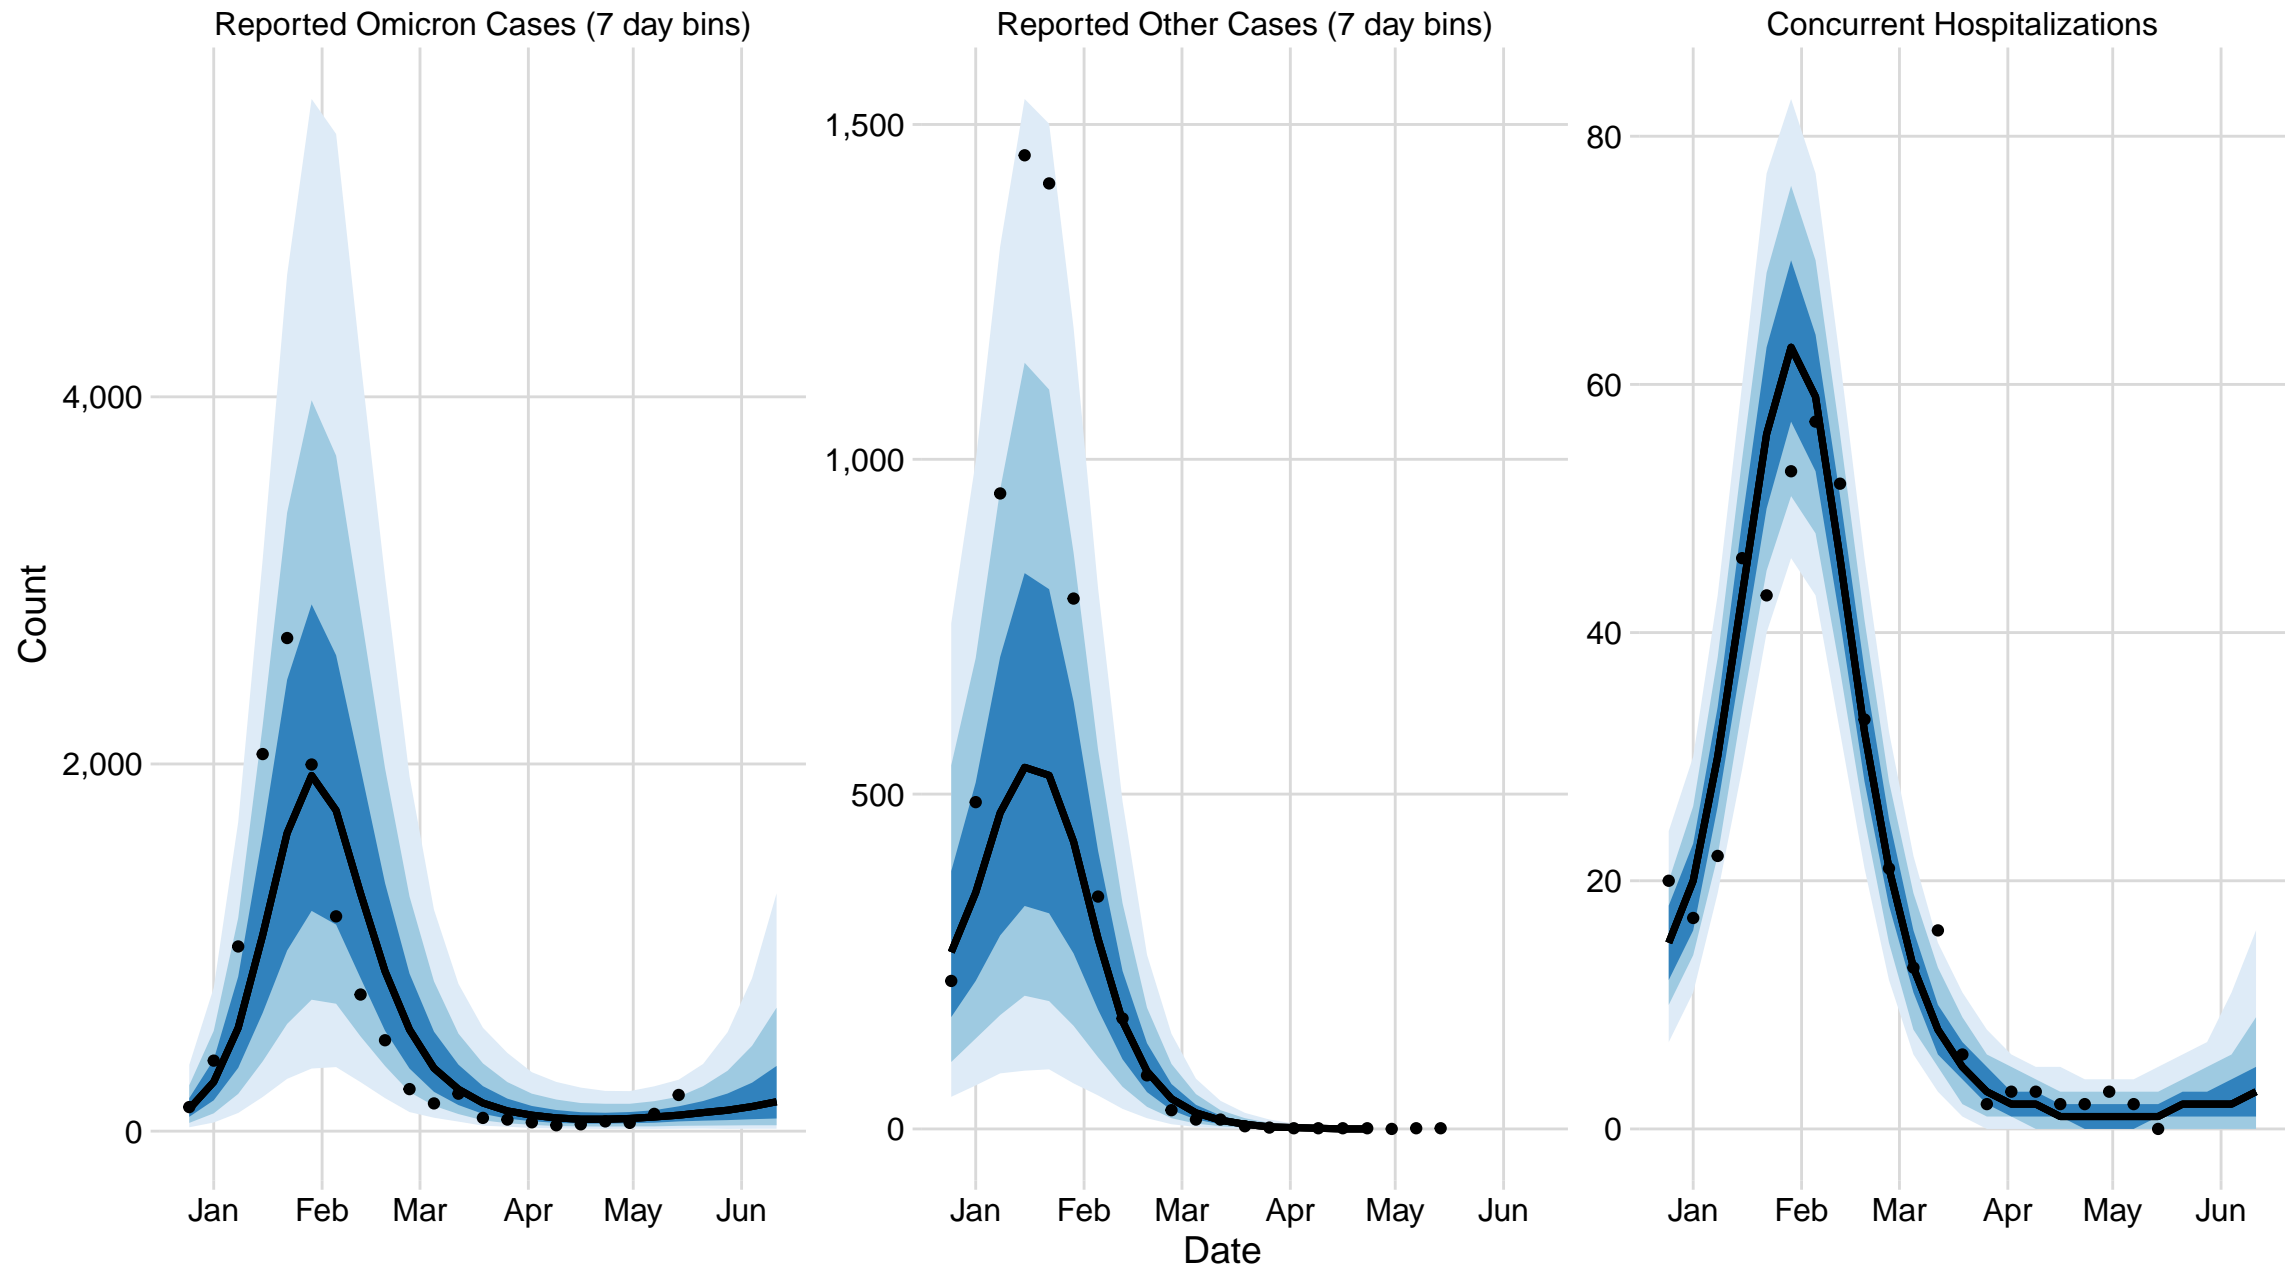 Reported Omicron Cases (7 day bins)
Reported Other Cases (7 day bins)
Concurrent Hospitalizations
Count
4,000
2,000
0
1,500
1,000
500
0
80
60
40
20
0
Jan Feb Mar Apr May Jun
Jan Feb Mar Apr May Jun
Jan Feb Mar Apr May Jun
Date